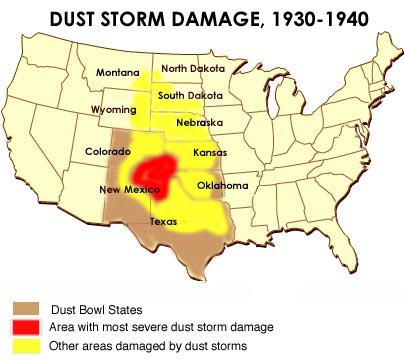 DUST STORM DAMAGE, 1930-1940
Montana
North Dakota
Wyoming
South Dakota
Nebraska
Colorado
Kansas
New Mexico
Oklahoma
Texas
Dust Bowl States
Area with most severe dust storm damage
Other areas damaged by dust storms